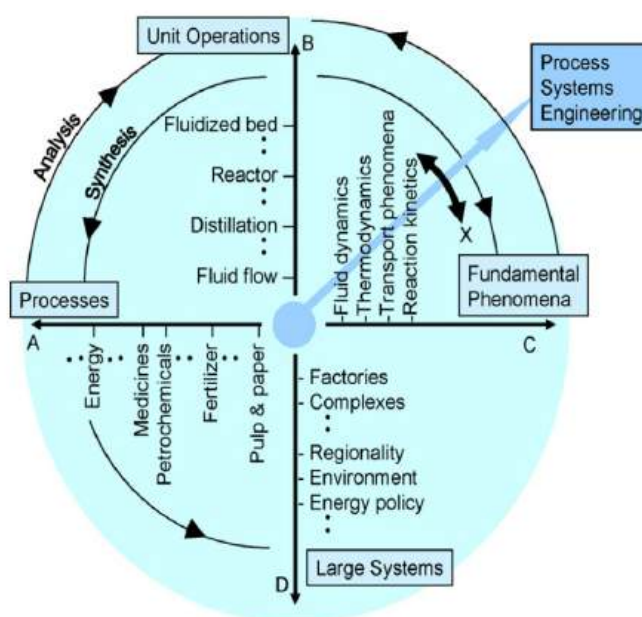 Unit Operations
B
Process
Systems
Engineering
Analysis
Synthesis
Fluidized bed
Reactor
Distillation
Fluid flow
Fluid dynamics
Thermodynamics
Transport phenomena
Reaction kinetics
X
Processes
Fundamental
Phenomena
A
C
Energy
Medicines
Petrochemicals
Fertilizer
Pulp & paper
Factories
Complexes
Regionality
Environment
Energy policy
D
Large Systems